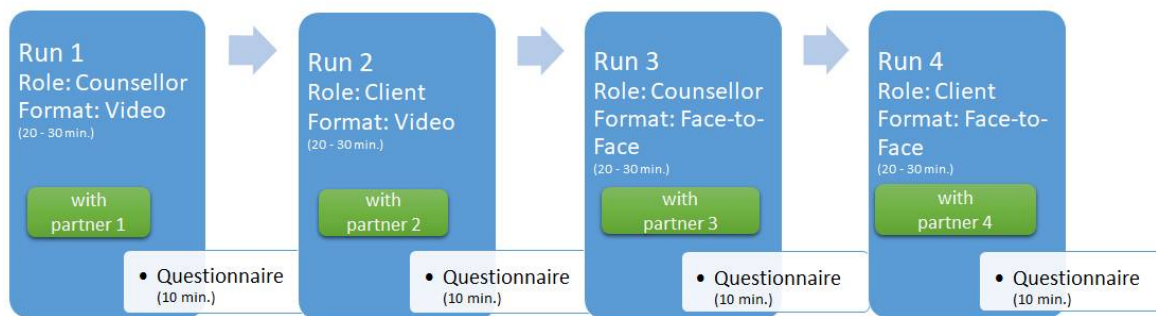 Run 1
Role: Counsellor
Format: Video
(20 - 30 min.)
with
partner 1
• Questionnaire
(10 min.)
Run 2
Role: Client
Format: Video
(20 - 30 min.)
with
partner 2
• Questionnaire
(10 min.)
Run 3
Role: Counsellor
Format: Face-to-
Face
(20 - 30 min.)
with
partner 3
• Questionnaire
(10 min.)
Run 4
Role: Client
Format: Face-to-
Face
(20 - 30 min.)
with
partner 4
• Questionnaire
(10 min.)